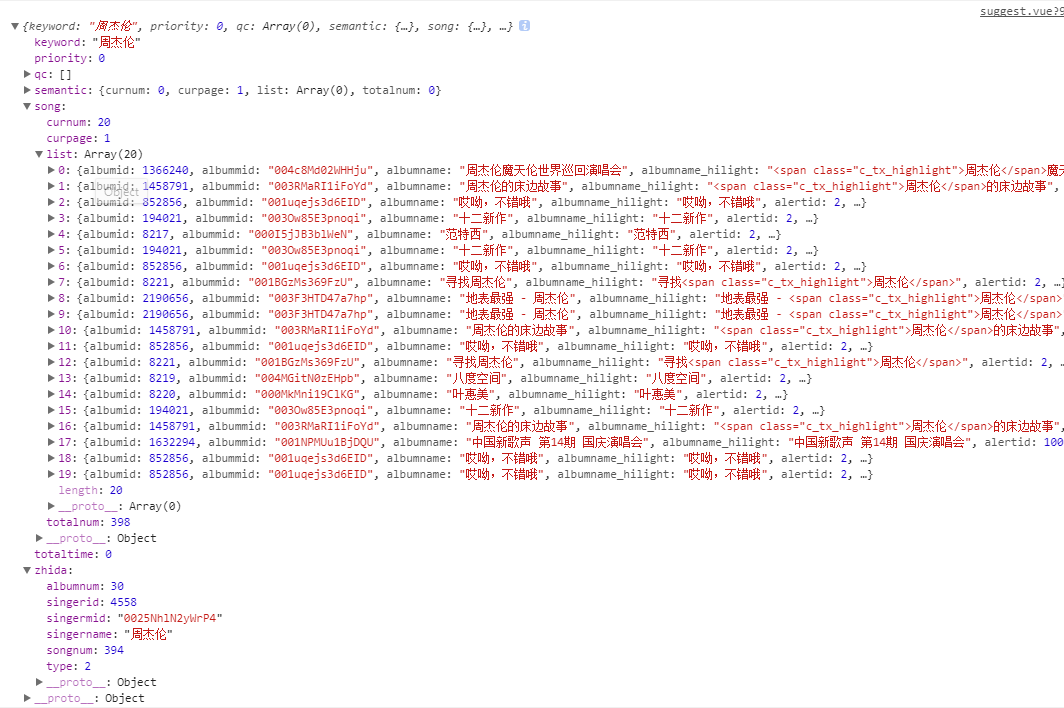 suggest.vue?9
▼{keyword: "周杰伦", priority: 0, qc: Array(0), semantic: {…}, song: {…}, …} i
keyword: "周杰伦"
priority: 0
▶qc: []
▶semantic: {curnum: 0, curpage: 1, list: Array(0), totalnum: 0}
▼song:
curnum: 20
curpage: 1
▼list: Array(20)
▶0: {albumid: 1366240, albummid: "004c8Md02WHHju", albumname: "周杰伦魔天伦世界巡回演唱会", albumname_hilight: "<span class="c_tx_highlight">周杰伦</span>魔天
▶1: {albumid: 1458791, albummid: "003RMaRI1iFoYd", albumname: "周杰伦的床边故事", albumname_hilight: "<span class="c_tx_highlight">周杰伦</span>的床边故事",
Object
▶2: {albumid: 852856, albummid: "001uqejs3d6EID", albumname: "哎呦，不错哦", albumname_hilight: "哎呦，不错哦", alertid: 2, …}
▶3: {albumid: 194021, albummid: "003Ow85E3pnoqi", albumname: "十二新作", albumname_hilight: "十二新作", alertid: 2, …}
▶4: {albumid: 8217, albummid: "000I5jJB3blWeN", albumname: "范特西", albumname_hilight: "范特西", alertid: 2, …}
▶5: {albumid: 194021, albummid: "003Ow85E3pnoqi", albumname: "十二新作", albumname_hilight: "十二新作", alertid: 2, …}
▶6: {albumid: 852856, albummid: "001uqejs3d6EID", albumname: "哎呦，不错哦", albumname_hilight: "哎呦，不错哦", alertid: 2, …}
▶7: {albumid: 8221, albummid: "001BGzMs369FzU", albumname: "寻找周杰伦", albumname_hilight: "寻找<span class="c_tx_highlight">周杰伦</span>", alertid: 2, …}
▶8: {albumid: 2190656, albummid: "003F3HTD47a7hp", albumname: "地表最强 - 周杰伦", albumname_hilight: "地表最强 - <span class="c_tx_highlight">周杰伦</span>
▶9: {albumid: 2190656, albummid: "003F3HTD47a7hp", albumname: "地表最强 - 周杰伦", albumname_hilight: "地表最强 - <span class="c_tx_highlight">周杰伦</span>
▶10: {albumid: 1458791, albummid: "003RMaRI1iFoYd", albumname: "周杰伦的床边故事", albumname_hilight: "<span class="c_tx_highlight">周杰伦</span>的床边故事",
▶11: {albumid: 852856, albummid: "001uqejs3d6EID", albumname: "哎呦，不错哦", albumname_hilight: "哎呦，不错哦", alertid: 2, …}
▶12: {albumid: 8221, albummid: "001BGzMs369FzU", albumname: "寻找周杰伦", albumname_hilight: "寻找<span class="c_tx_highlight">周杰伦</span>", alertid: 2, …
▶13: {albumid: 8219, albummid: "004MGitN0zEHpb", albumname: "八度空间", albumname_hilight: "八度空间", alertid: 2, …}
▶14: {albumid: 8220, albummid: "000MkMni19ClKG", albumname: "叶惠美", albumname_hilight: "叶惠美", alertid: 2, …}
▶15: {albumid: 194021, albummid: "003Ow85E3pnoqi", albumname: "十二新作", albumname_hilight: "十二新作", alertid: 2, …}
▶16: {albumid: 1458791, albummid: "003RMaRI1iFoYd", albumname: "周杰伦的床边故事", albumname_hilight: "<span class="c_tx_highlight">周杰伦</span>的床边故事",
▶17: {albumid: 1632294, albummid: "001NPMUu1BjDQU", albumname: "中国新歌声 第14期 国庆演唱会", albumname_hilight: "中国新歌声 第14期 国庆演唱会", alertid: 100
▶18: {albumid: 852856, albummid: "001uqejs3d6EID", albumname: "哎呦，不错哦", albumname_hilight: "哎呦，不错哦", alertid: 2, …}
▶19: {albumid: 852856, albummid: "001uqejs3d6EID", albumname: "哎呦，不错哦", albumname_hilight: "哎呦，不错哦", alertid: 2, …}
length: 20
▶__proto__: Array(0)
totalnum: 398
▶__proto__: Object
totaltime: 0
▼zhida:
albumnum: 30
singerid: 4558
singermid: "0025NhlN2yWrP4"
singername: "周杰伦"
songnum: 394
type: 2
▶__proto__: Object
▶__proto__: Object